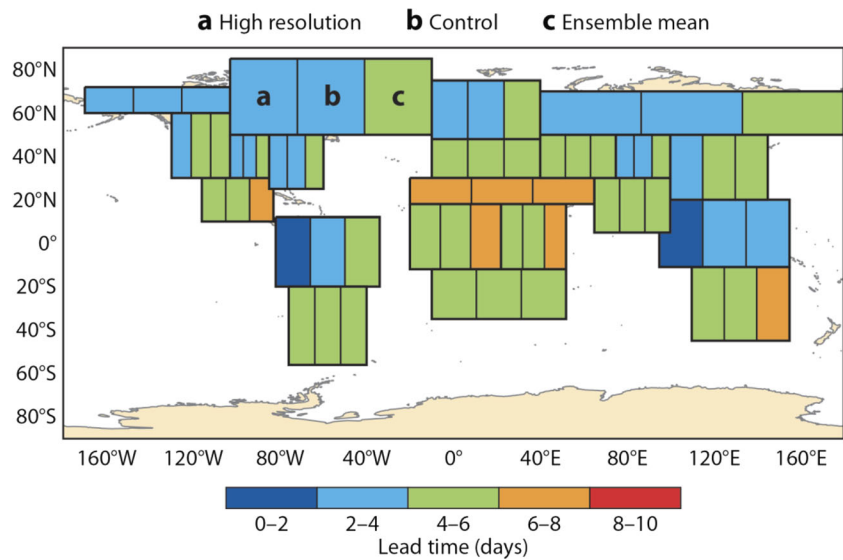 a High resolution b Control c Ensemble mean
80°N
60°N
40°N
20°N
0°
20°S
40°S
60°S
80°S
a b c
160°W 120°W 80°W 40°W 0° 40°E 80°E 120°E 160°E
0–2 2–4 4–6 6–8 8–10
Lead time (days)